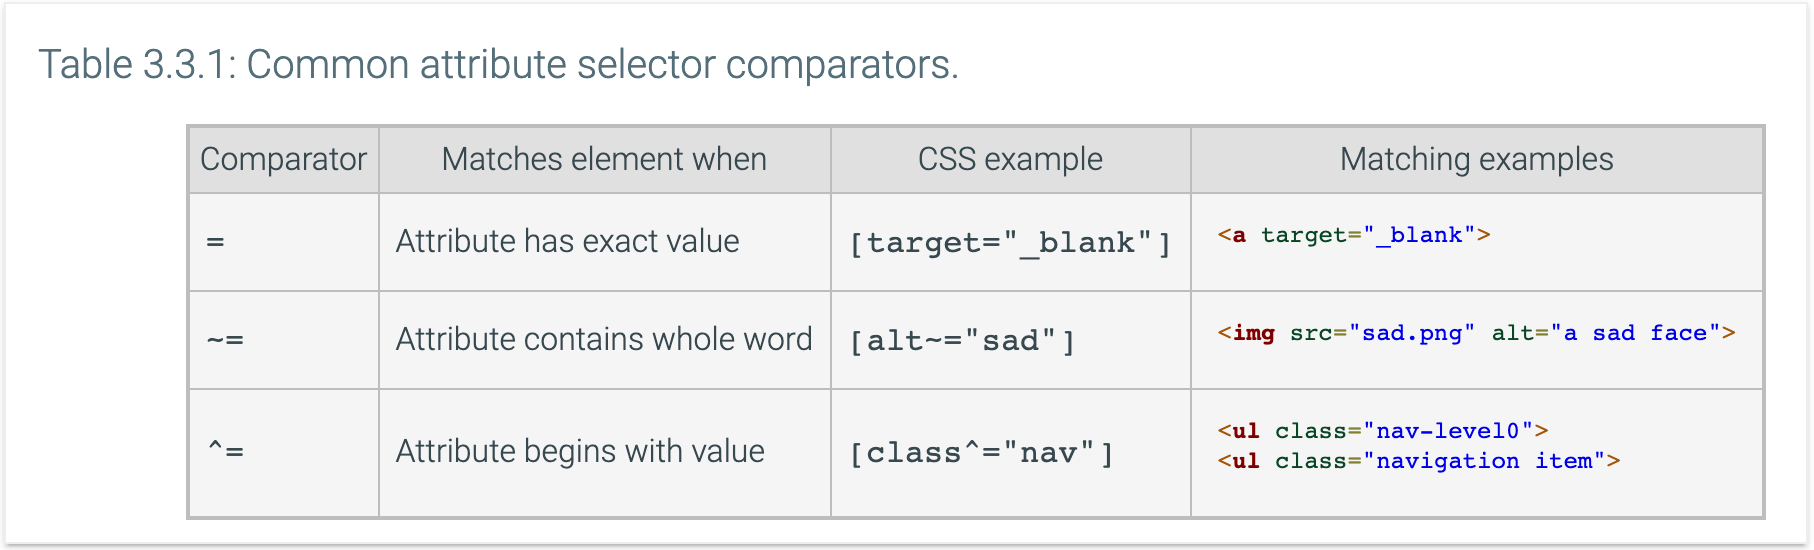 Table 3.3.1: Common attribute selector comparators.
Comparator Matches element when CSS example Matching examples
= Attribute has exact value [target="_blank"] <a target="_blank">
~= Attribute contains whole word [alt~="sad"] <img src="sad.png" alt="a sad face">
^= Attribute begins with value [class^="nav"] <ul class="nav-level0">
<ul class="navigation item">